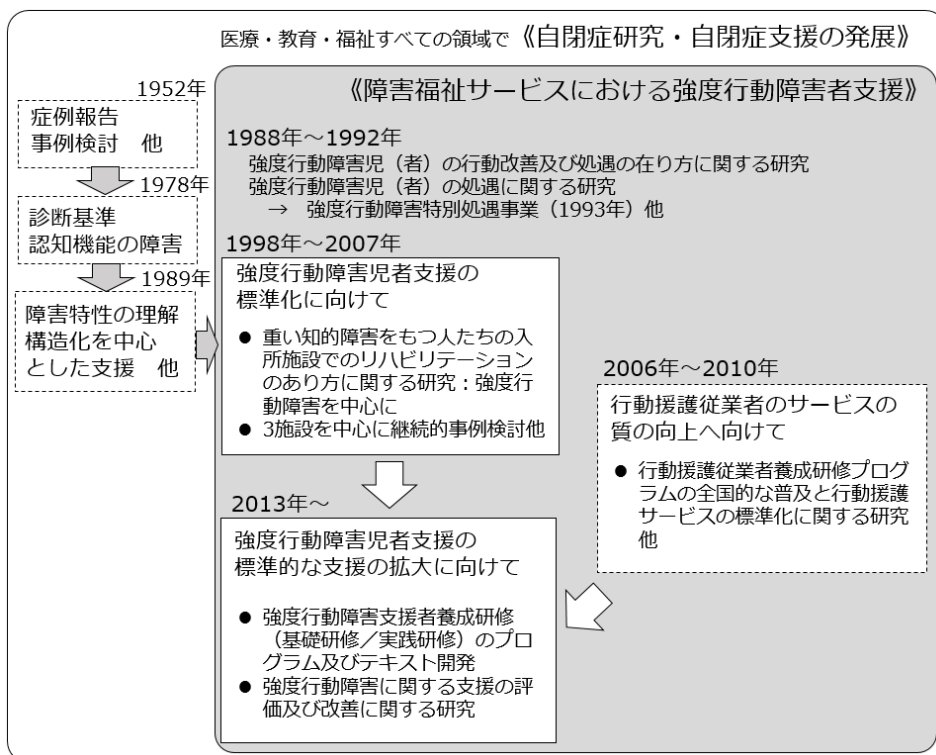 医療・教育・福祉すべての領域で《自閉症研究・自閉症支援の発展》
《障害福祉サービスにおける強度行動障害者支援》
1952年
症例報告
事例検討　他
1978年
診断基準
認知機能の障害
1989年
障害特性の理解
構造化を中心
とした支援　他
1988年～1992年
強度行動障害児（者）の行動改善及び処遇の在り方に関する研究
強度行動障害児（者）の処遇に関する研究
→　強度行動障害特別処遇事業（1993年）他
1998年～2007年
強度行動障害児者支援の
標準化に向けて
● 重い知的障害をもつ人たちの入
所施設でのリハビリテーション
のあり方に関する研究：強度行
動障害を中心に
● 3施設を中心に継続的事例検討他
2006年～2010年
行動援護従業者のサービスの
質の向上へ向けて
● 行動援護従業者養成研修プログ
ラムの全国的な普及と行動援護
サービスの標準化に関する研究
他
2013年～
強度行動障害児者支援の
標準的な支援の拡大に向けて
● 強度行動障害支援者養成研修
（基礎研修／実践研修）のプロ
グラム及びテキスト開発
● 強度行動障害に関する支援の評
価及び改善に関する研究